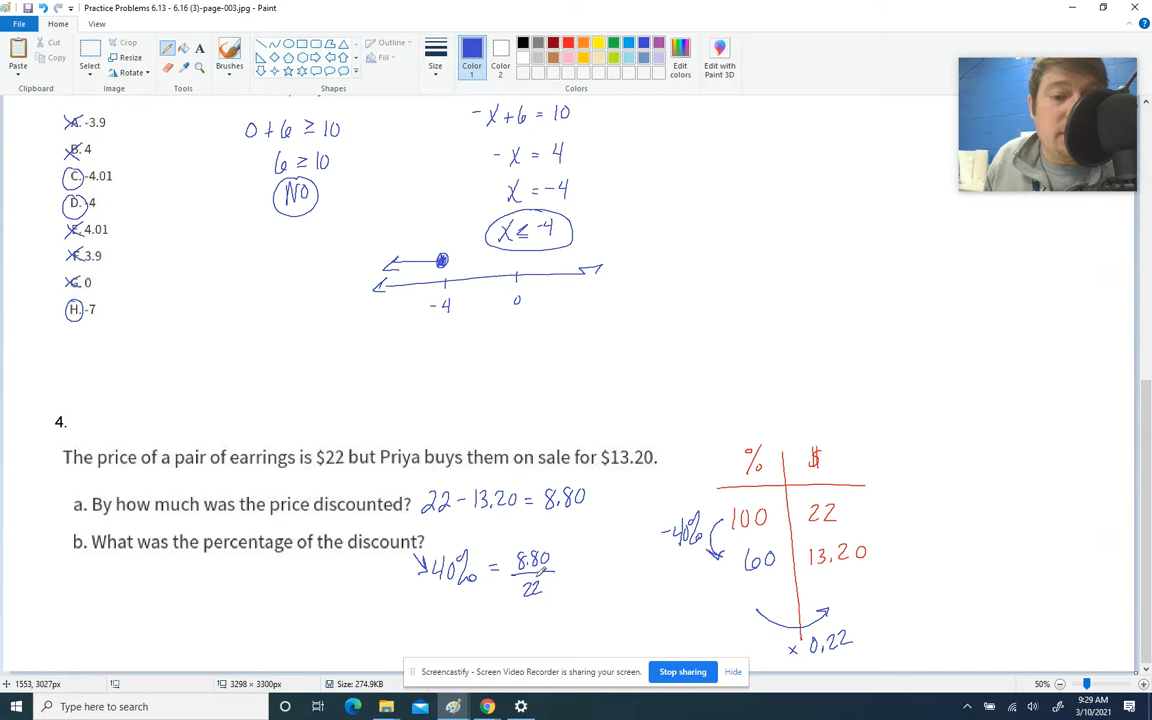 Practice Problems 6.13 - 6.16 (3)-page-003.jpg - Paint
File Home View
Paste Cut Copy Clipboard
Select Crop Resize Rotate Image
Tools
Brushes
Outline Fill Shapes
Size
Color 1 Color 2 Edit colors Colors
Edit with Paint 3D
A. -3.9
B. 4
C. -4.01
D. -4
E. 4.01
F. 3.9
G. 0
H. -7
0 + 6 ≥ 10
6 ≥ 10
NO
-x + 6 = 10
-x = 4
x = -4
x ≤ -4
-4 0
4.
The price of a pair of earrings is $22 but Priya buys them on sale for $13.20.
a. By how much was the price discounted? 22 - 13.20 = 8.80
b. What was the percentage of the discount?
40% = 8.80/22
% $
100 22
-40%
60 13.20
x 0.22
Screencastify - Screen Video Recorder is sharing your screen. Stop sharing Hide
1553, 3027px 3298 × 3300px Size: 274.9KB 50%
Type here to search
9:29 AM
3/10/2021